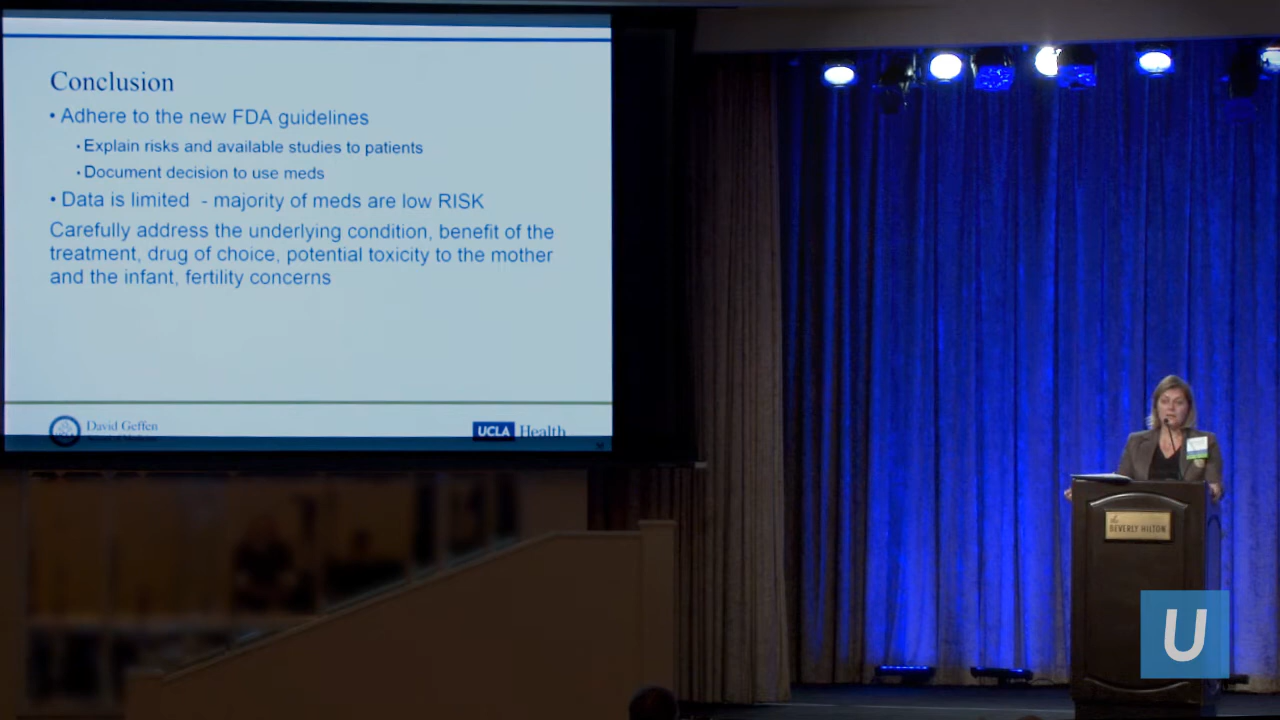 Conclusion
• Adhere to the new FDA guidelines
• Explain risks and available studies to patients
• Document decision to use meds
• Data is limited - majority of meds are low RISK
Carefully address the underlying condition, benefit of the
treatment, drug of choice, potential toxicity to the mother
and the infant, fertility concerns
David Geffen
UCLA Health
the
BEVERLY HILTON
U